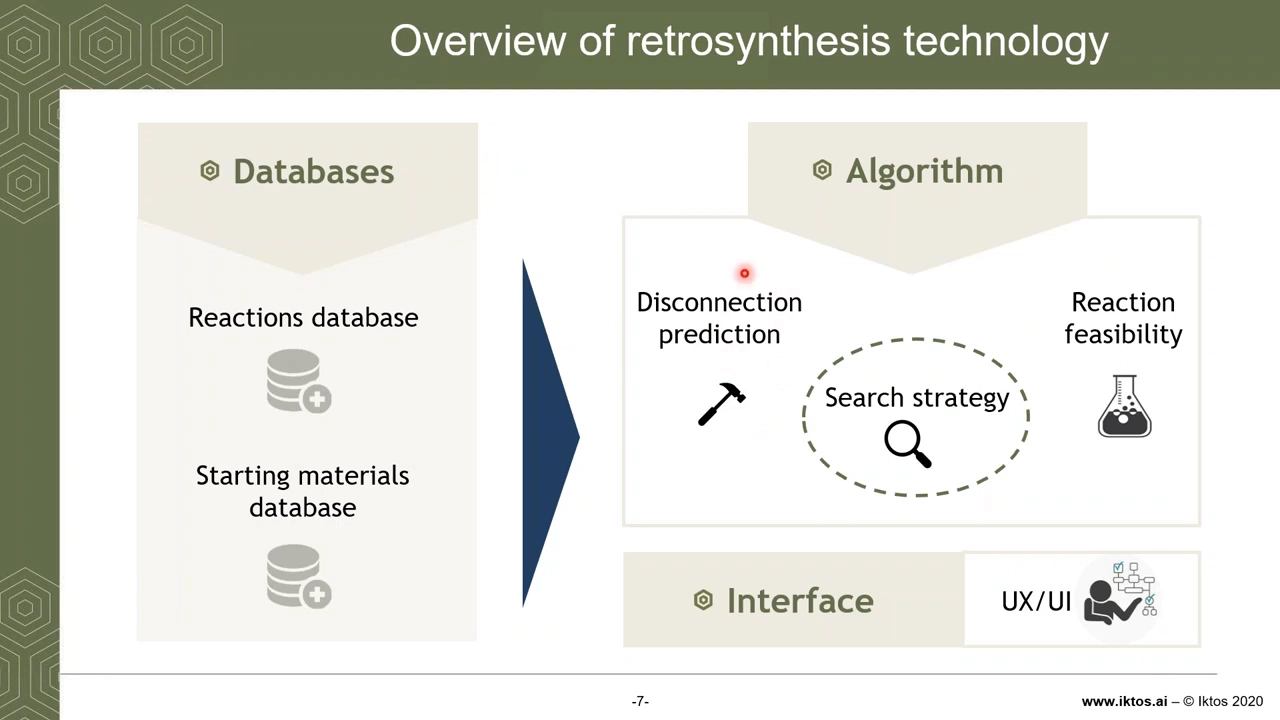 Overview of retrosynthesis technology
Databases
Reactions database
Starting materials
database
Algorithm
Disconnection
prediction
Search strategy
Reaction
feasibility
Interface
UX/UI
-7-
www.iktos.ai – © Iktos 2020